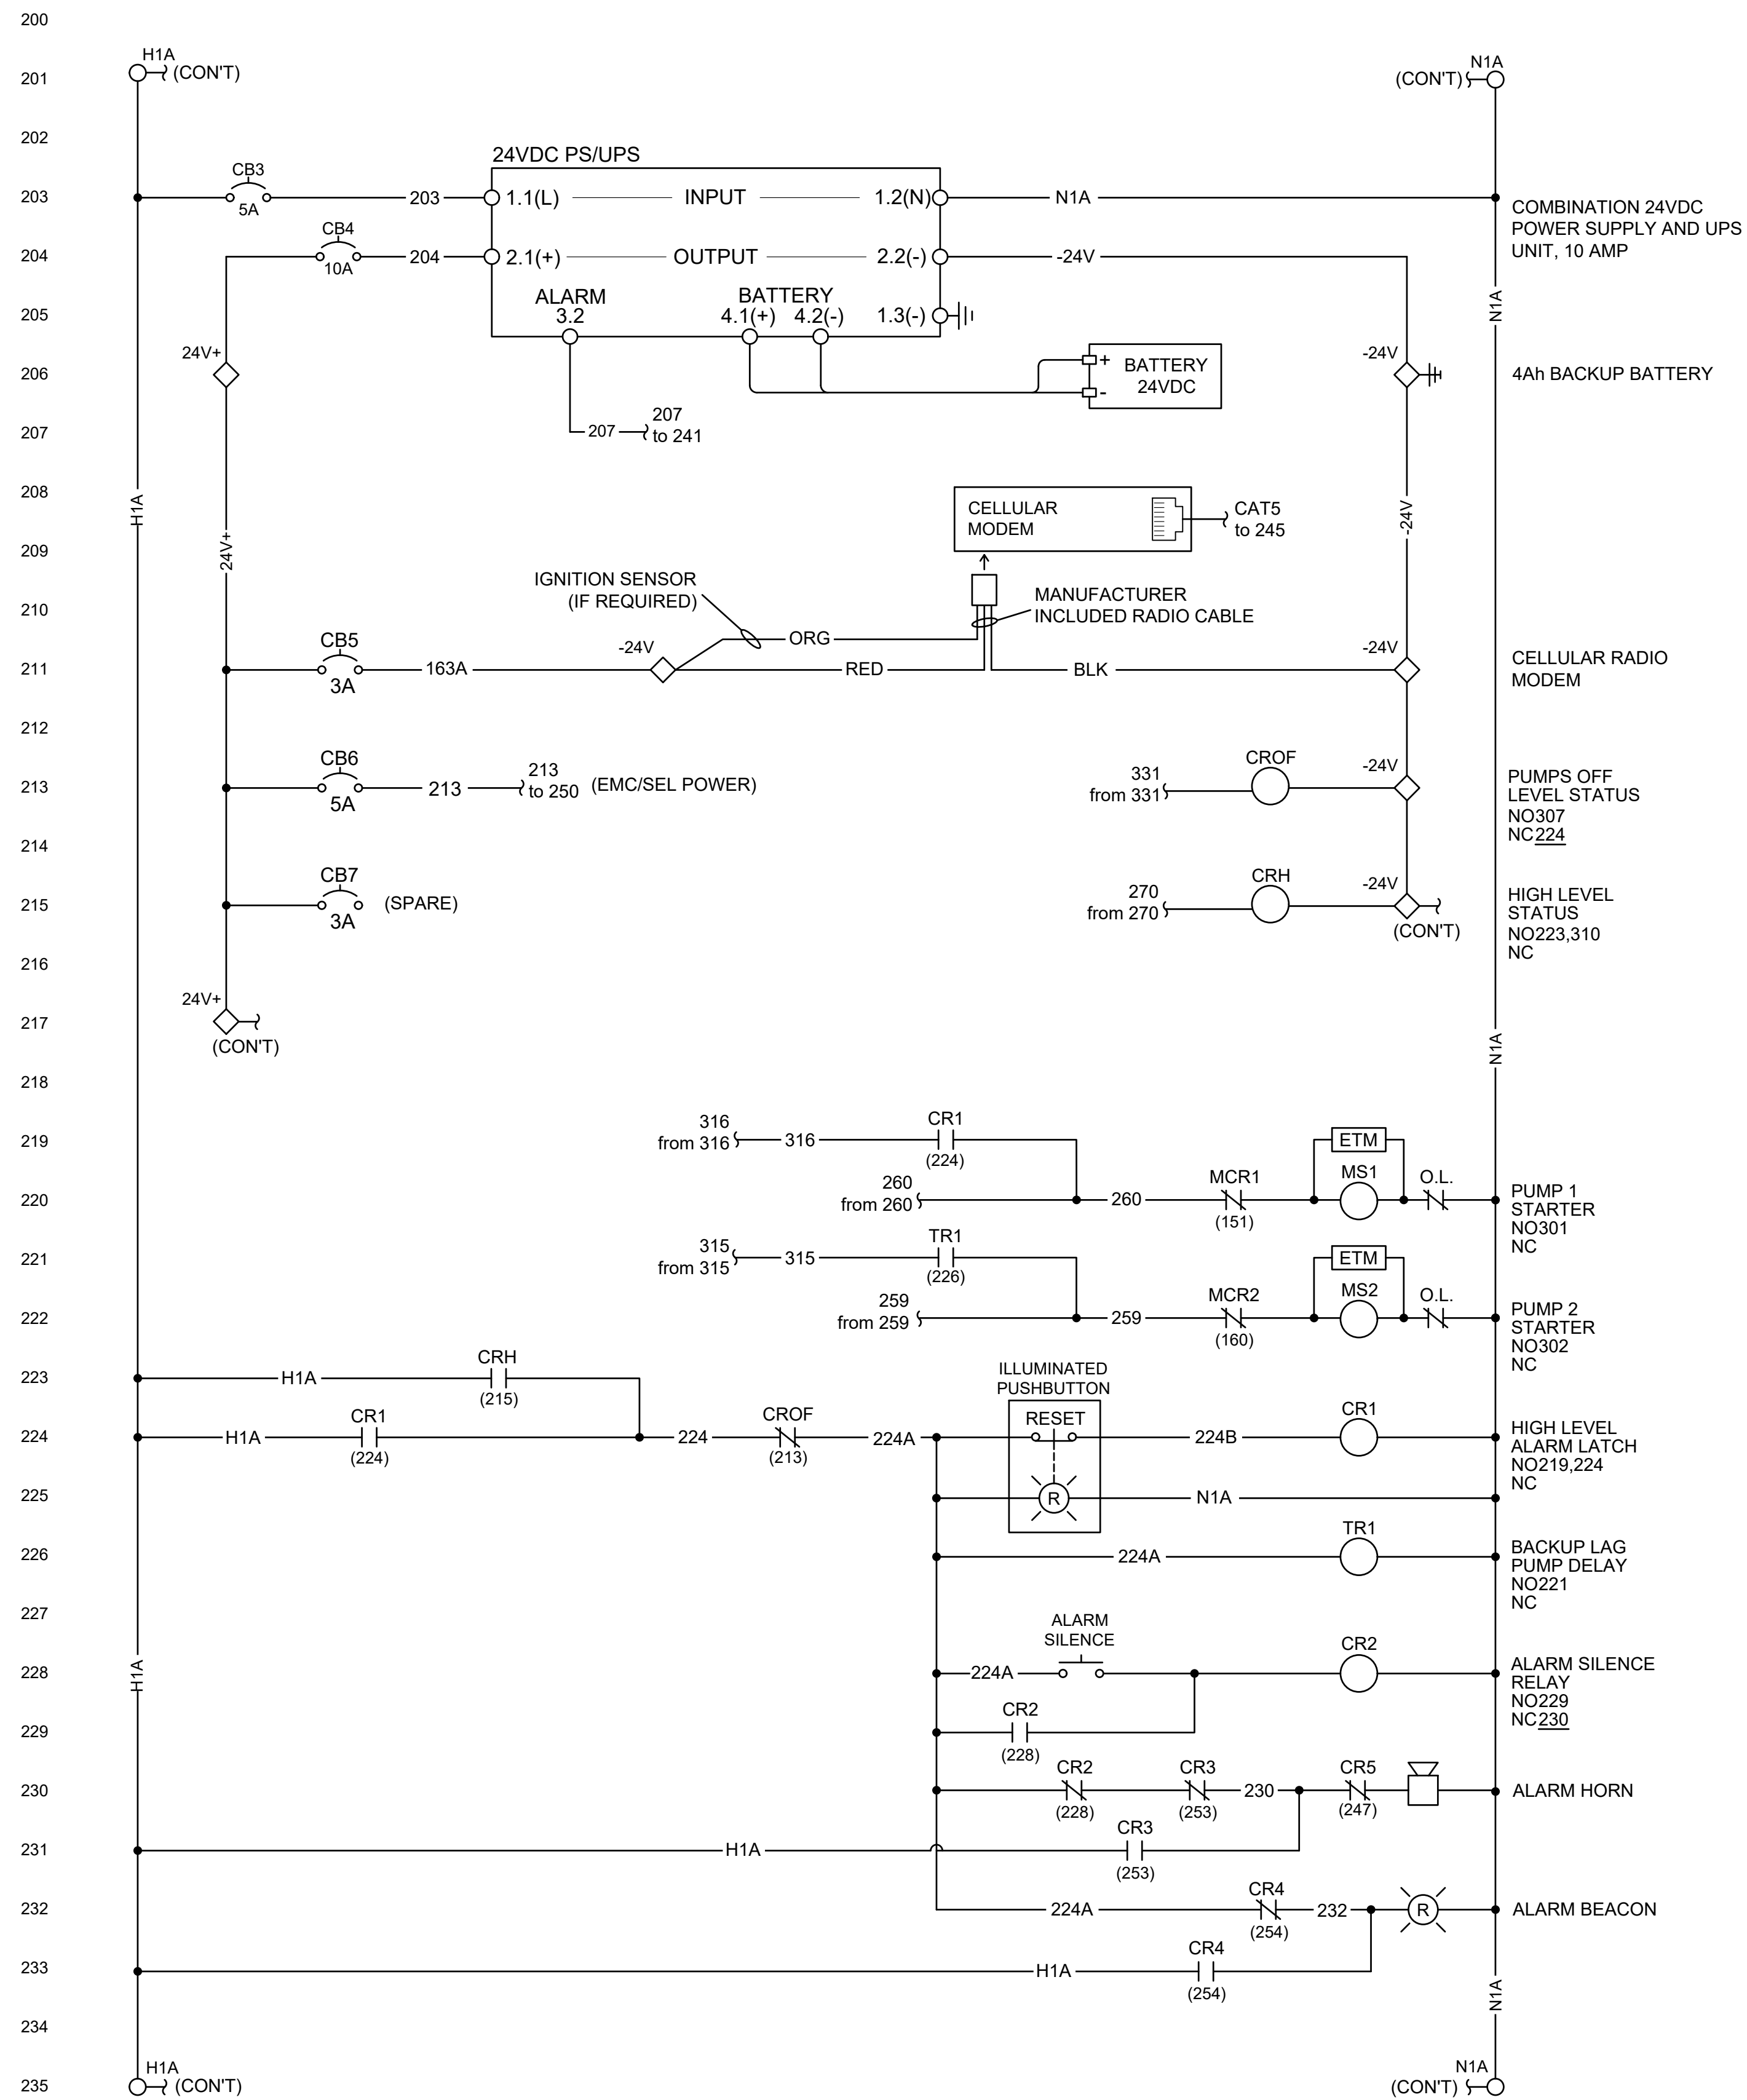 200
H1A
(CON'T)
N1A
(CON'T)
201
202
24VDC PS/UPS
CB3
5A
203
203
1.1(L)
INPUT
1.2(N)
N1A
COMBINATION 24VDC
POWER SUPPLY AND UPS
UNIT, 10 AMP
CB4
10A
204
204
2.1(+)
OUTPUT
2.2(-)
-24V
ALARM
3.2
BATTERY
4.1(+) 4.2(-)
1.3(-)
205
N1A
24V+
206
BATTERY
24VDC
+
-
-24V
4Ah BACKUP BATTERY
207
207
207
to 241
208
H1A
24V+
CELLULAR
MODEM
CAT5
to 245
-24V
209
IGNITION SENSOR
(IF REQUIRED)
210
MANUFACTURER
INCLUDED RADIO CABLE
ORG
CB5
3A
211
163A
-24V
RED
BLK
-24V
CELLULAR RADIO
MODEM
212
CB6
5A
213
213
213
to 250
(EMC/SEL POWER)
331
from 331
CROF
-24V
PUMPS OFF
LEVEL STATUS
NO307
NC224
214
CB7
3A
215
(SPARE)
270
from 270
CRH
-24V
(CON'T)
HIGH LEVEL
STATUS
NO223,310
NC
216
24V+
217
(CON'T)
N1A
218
219
316
from 316
316
CR1
(224)
ETM
220
260
from 260
260
MCR1
(151)
MS1
O.L.
PUMP 1
STARTER
NO301
NC
221
315
from 315
315
TR1
(226)
ETM
222
259
from 259
259
MCR2
(160)
MS2
O.L.
PUMP 2
STARTER
NO302
NC
223
H1A
CRH
(215)
ILLUMINATED
PUSHBUTTON
224
H1A
CR1
(224)
224
CROF
(213)
224A
RESET
224B
CR1
HIGH LEVEL
ALARM LATCH
NO219,224
NC
225
R
N1A
226
224A
TR1
BACKUP LAG
PUMP DELAY
NO221
NC
227
ALARM
SILENCE
228
H1A
224A
CR2
ALARM SILENCE
RELAY
NO229
NC230
229
CR2
(228)
230
CR2
(228)
CR3
(253)
230
CR5
(247)
ALARM HORN
231
H1A
CR3
(253)
232
224A
CR4
(254)
232
R
ALARM BEACON
233
H1A
CR4
(254)
N1A
234
235
H1A
(CON'T)
N1A
(CON'T)